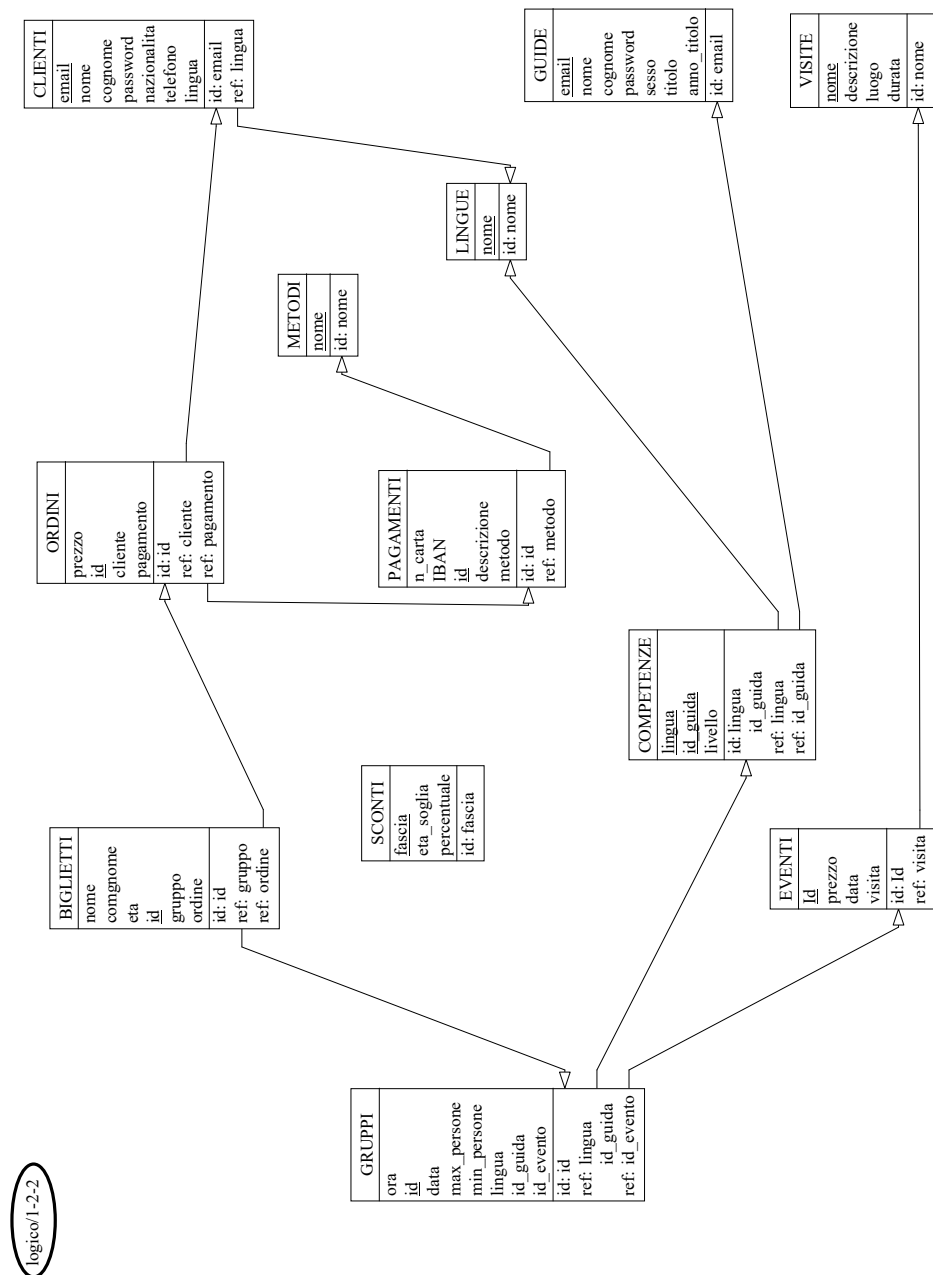 logico/1-2-2
GRUPPI
ora
id
data
max_persone
min_persone
lingua
id_guida
id_evento
id: id
ref: lingua
id_guida
ref: id_evento
BIGLIETTI
nome
comgnome
eta
id
gruppo
ordine
id: id
ref: gruppo
ref: ordine
SCONTI
fascia
eta_soglia
percentuale
id: fascia
EVENTI
Id
prezzo
data
visita
id: Id
ref: visita
COMPETENZE
lingua
id_guida
livello
id: lingua
id_guida
ref: lingua
ref: id_guida
ORDINI
prezzo
id
cliente
pagamento
id: id
ref: cliente
ref: pagamento
PAGAMENTI
n_carta
IBAN
id
descrizione
metodo
id: id
ref: metodo
METODI
nome
id: nome
LINGUE
nome
id: nome
CLIENTI
email
nome
cognome
password
nazionalita
telefono
lingua
id: email
ref: lingua
GUIDE
email
nome
cognome
password
sesso
titolo
anno_titolo
id: email
VISITE
nome
descrizione
luogo
durata
id: nome